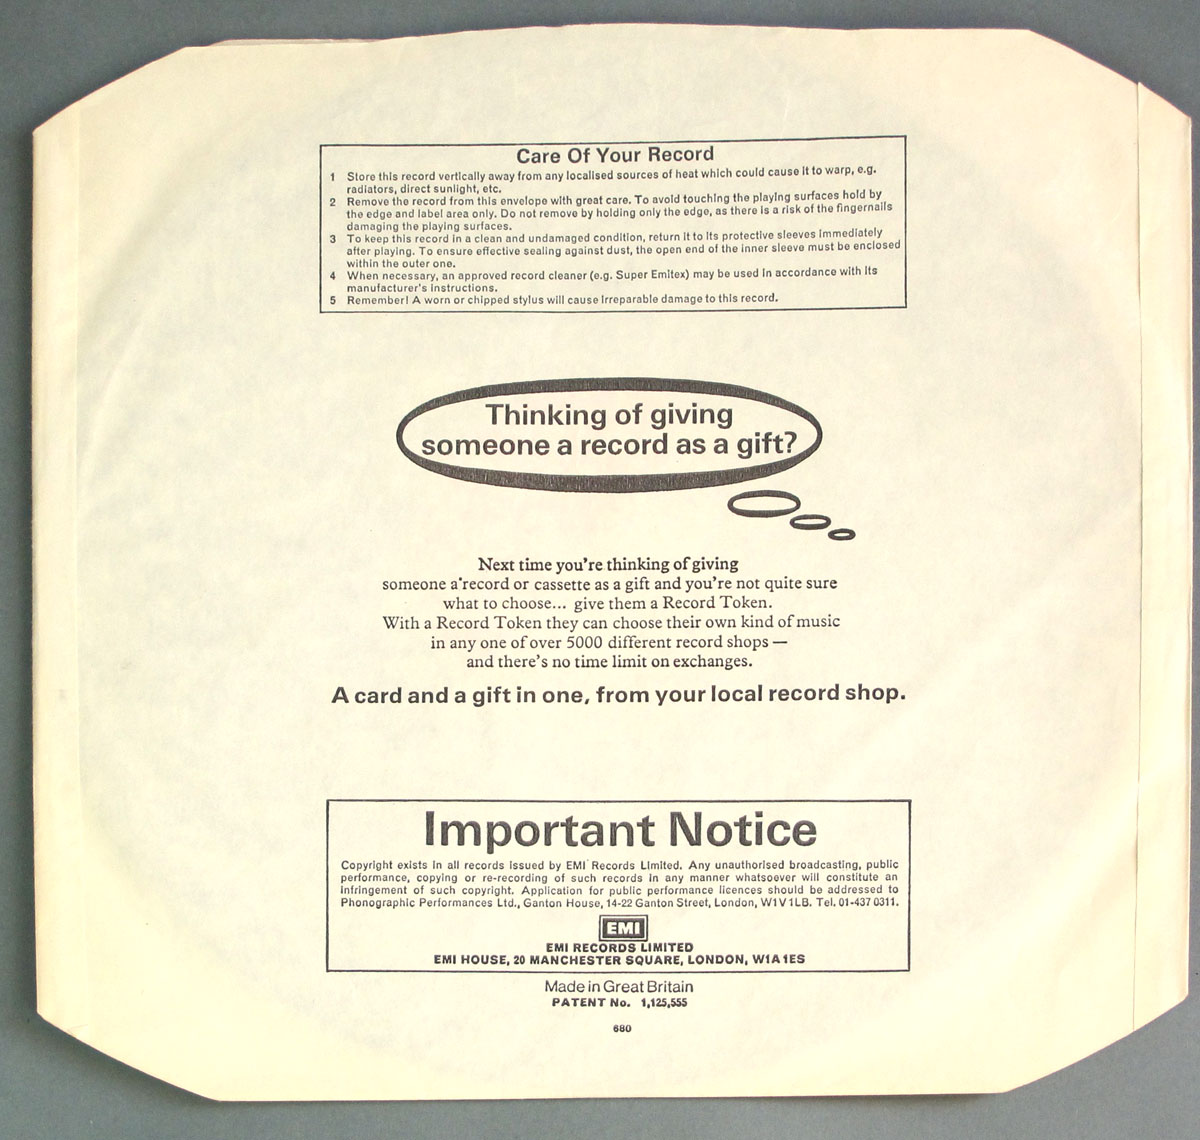 Care Of Your Record
1 Store this record vertically away from any localised sources of heat which could cause it to warp, e.g.
radiators, direct sunlight, etc.
2 Remove the record from this envelope with great care. To avoid touching the playing surfaces hold by
the edge and label area only. Do not remove by holding only the edge, as there is a risk of the fingernails
damaging the playing surfaces.
3 To keep this record in a clean and undamaged condition, return it to its protective sleeves immediately
after playing. To ensure effective sealing against dust, the open end of the inner sleeve must be enclosed
within the outer one.
4 When necessary, an approved record cleaner (e.g. Super Emitex) may be used in accordance with its
manufacturer's instructions.
5 Remember! A worn or chipped stylus will cause irreparable damage to this record.
Thinking of giving
someone a record as a gift?
Next time you're thinking of giving
someone a record or cassette as a gift and you're not quite sure
what to choose... give them a Record Token.
With a Record Token they can choose their own kind of music
in any one of over 5000 different record shops —
and there's no time limit on exchanges.
A card and a gift in one, from your local record shop.
Important Notice
Copyright exists in all records issued by EMI Records Limited. Any unauthorised broadcasting, public
performance, copying or re-recording of such records in any manner whatsoever will constitute an
infringement of such copyright. Application for public performance licences should be addressed to
Phonographic Performances Ltd., Ganton House, 14-22 Ganton Street, London, W1V 1LB. Tel. 01-437 0311.
EMI
EMI RECORDS LIMITED
EMI HOUSE, 20 MANCHESTER SQUARE, LONDON, W1A 1ES
Made in Great Britain
PATENT No. 1,125,555
680